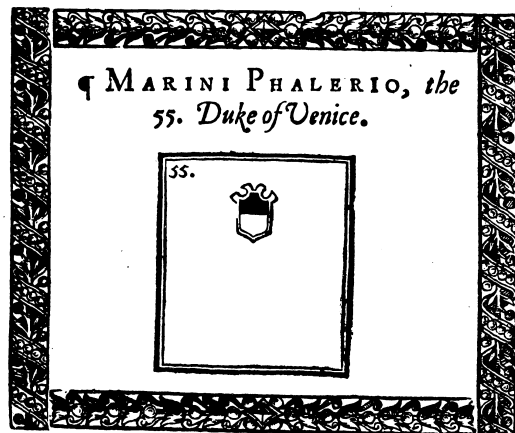 ¶ MARINI PHALERIO, the
55. Duke of Venice.
55.